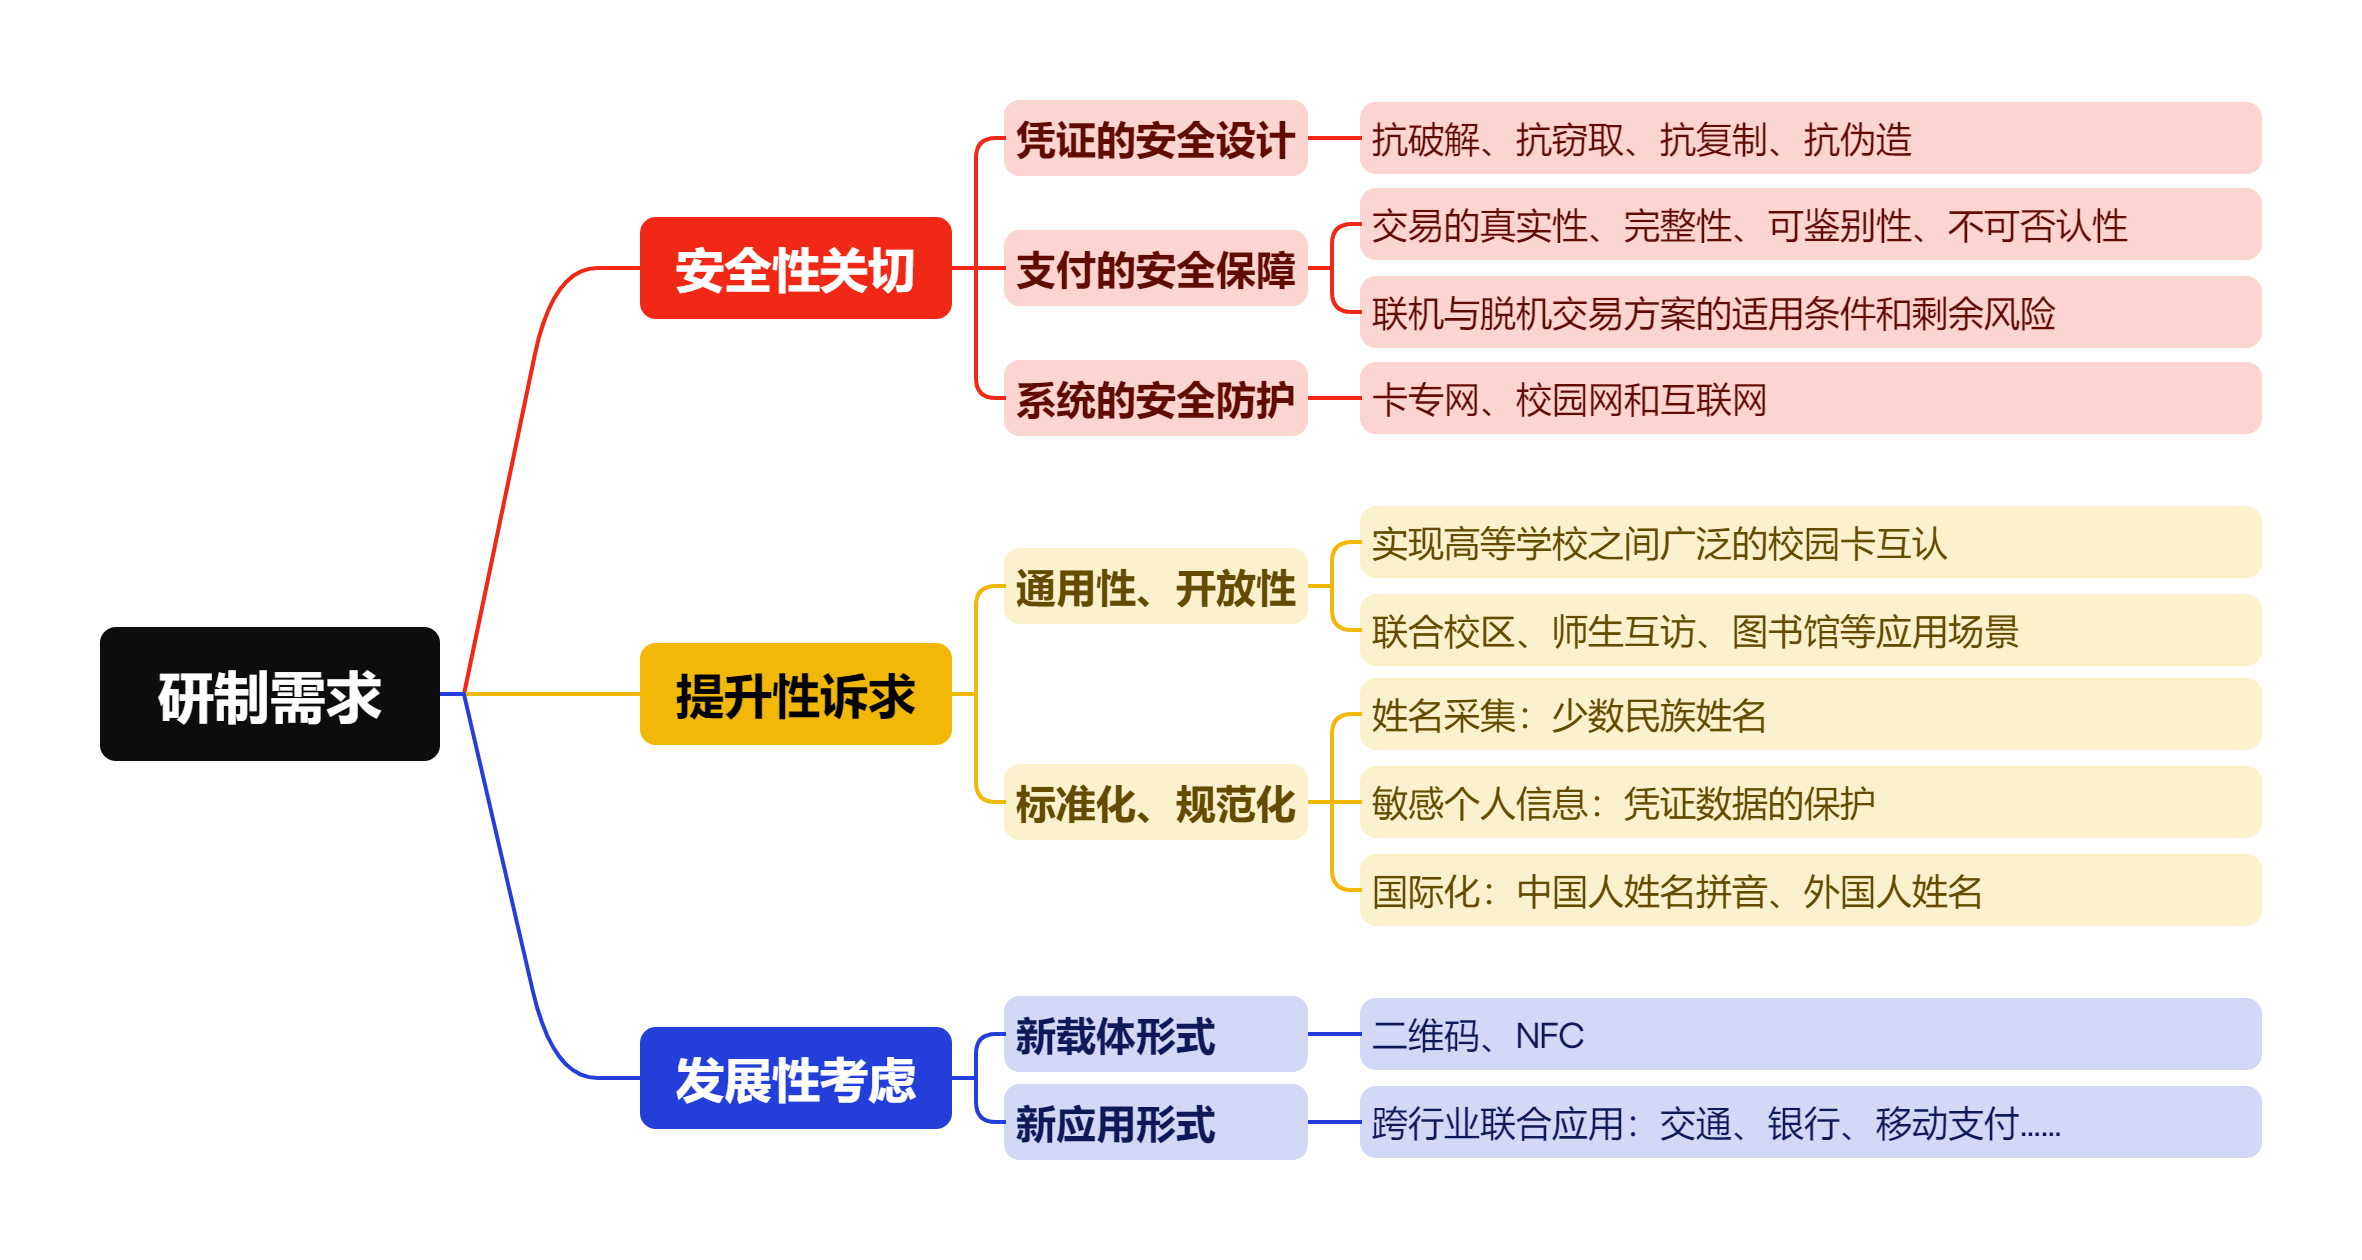 研制需求
安全性关切
凭证的安全设计
抗破解、抗窃取、抗复制、抗伪造
支付的安全保障
交易的真实性、完整性、可鉴别性、不可否认性
联机与脱机交易方案的适用条件和剩余风险
系统的安全防护
卡专网、校园网和互联网
提升性诉求
通用性、开放性
实现高等学校之间广泛的校园卡互认
联合校区、师生互访、图书馆等应用场景
标准化、规范化
姓名采集：少数民族姓名
敏感个人信息：凭证数据的保护
国际化：中国人姓名拼音、外国人姓名
发展性考虑
新载体形式
二维码、NFC
新应用形式
跨行业联合应用：交通、银行、移动支付......